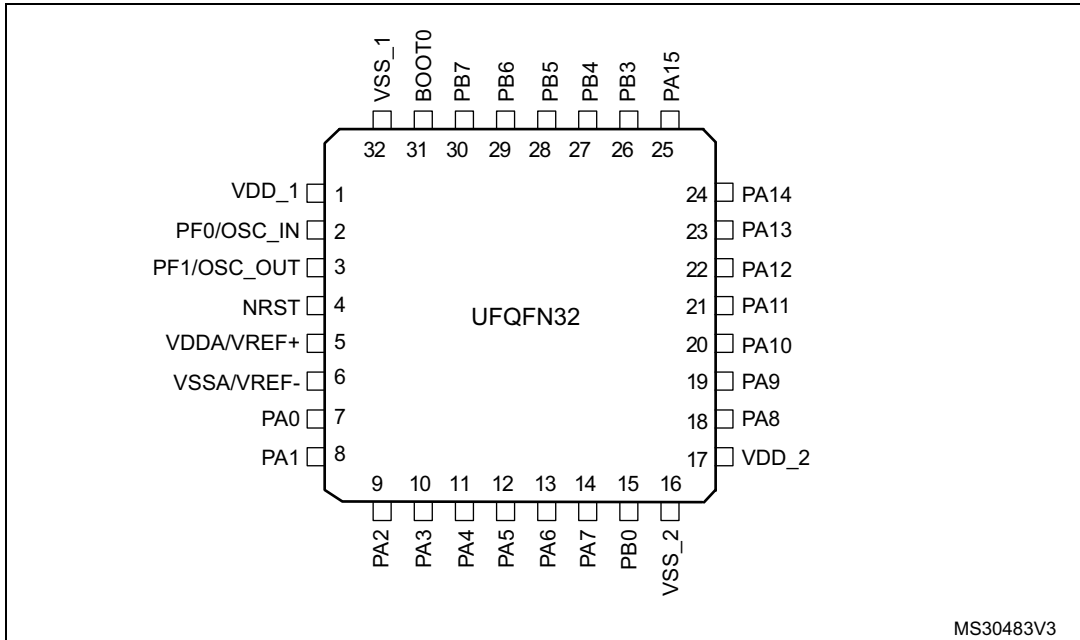 VSS_1
BOOT0
PB7
PB6
PB5
PB4
PB3
PA15
32 31 30 29 28 27 26 25
VDD_1 1
PF0/OSC_IN 2
PF1/OSC_OUT 3
NRST 4
VDDA/VREF+ 5
VSSA/VREF- 6
PA0 7
PA1 8
UFQFN32
24 PA14
23 PA13
22 PA12
21 PA11
20 PA10
19 PA9
18 PA8
17 VDD_2
9 10 11 12 13 14 15 16
PA2
PA3
PA4
PA5
PA6
PA7
PB0
VSS_2
MS30483V3